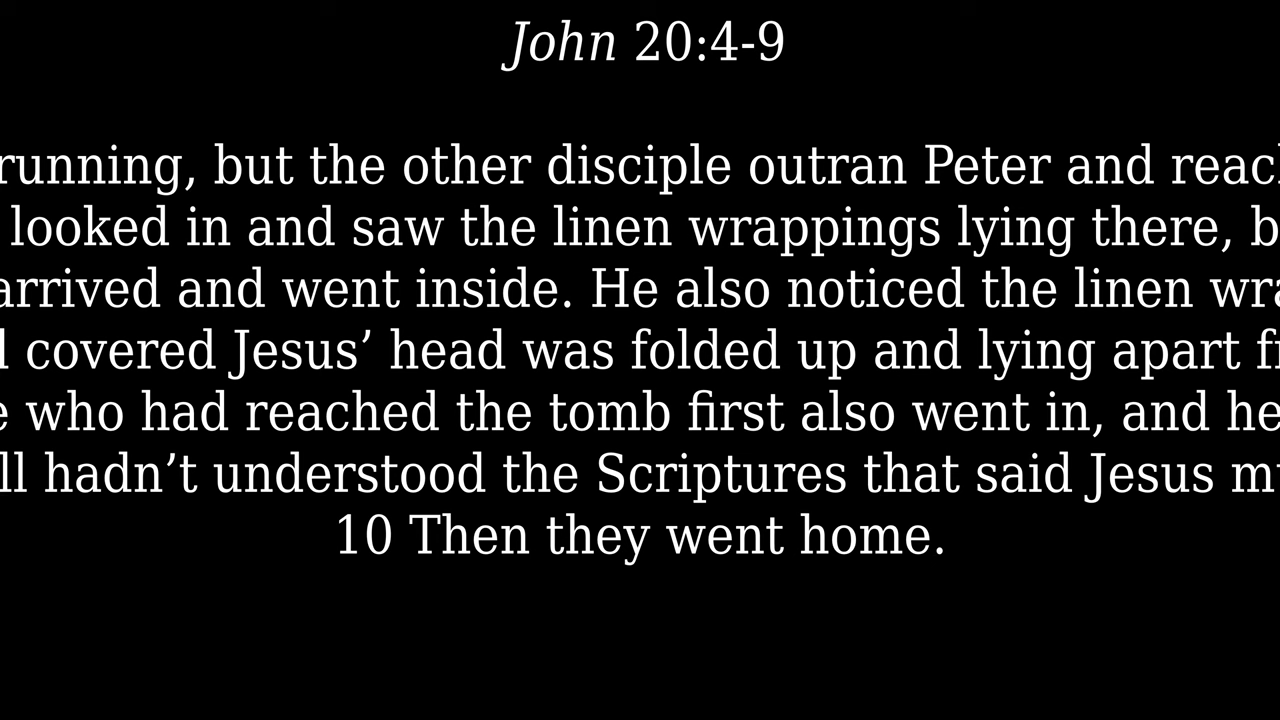 John 20:4-9
running, but the other disciple outran Peter and
looked in and saw the linen wrappings lying there,
arrived and went inside. He also noticed the linen
covered Jesus’ head was folded up and lying apart
who had reached the tomb first also went in, and he
hadn’t understood the Scriptures that said Jesus
10 Then they went home.